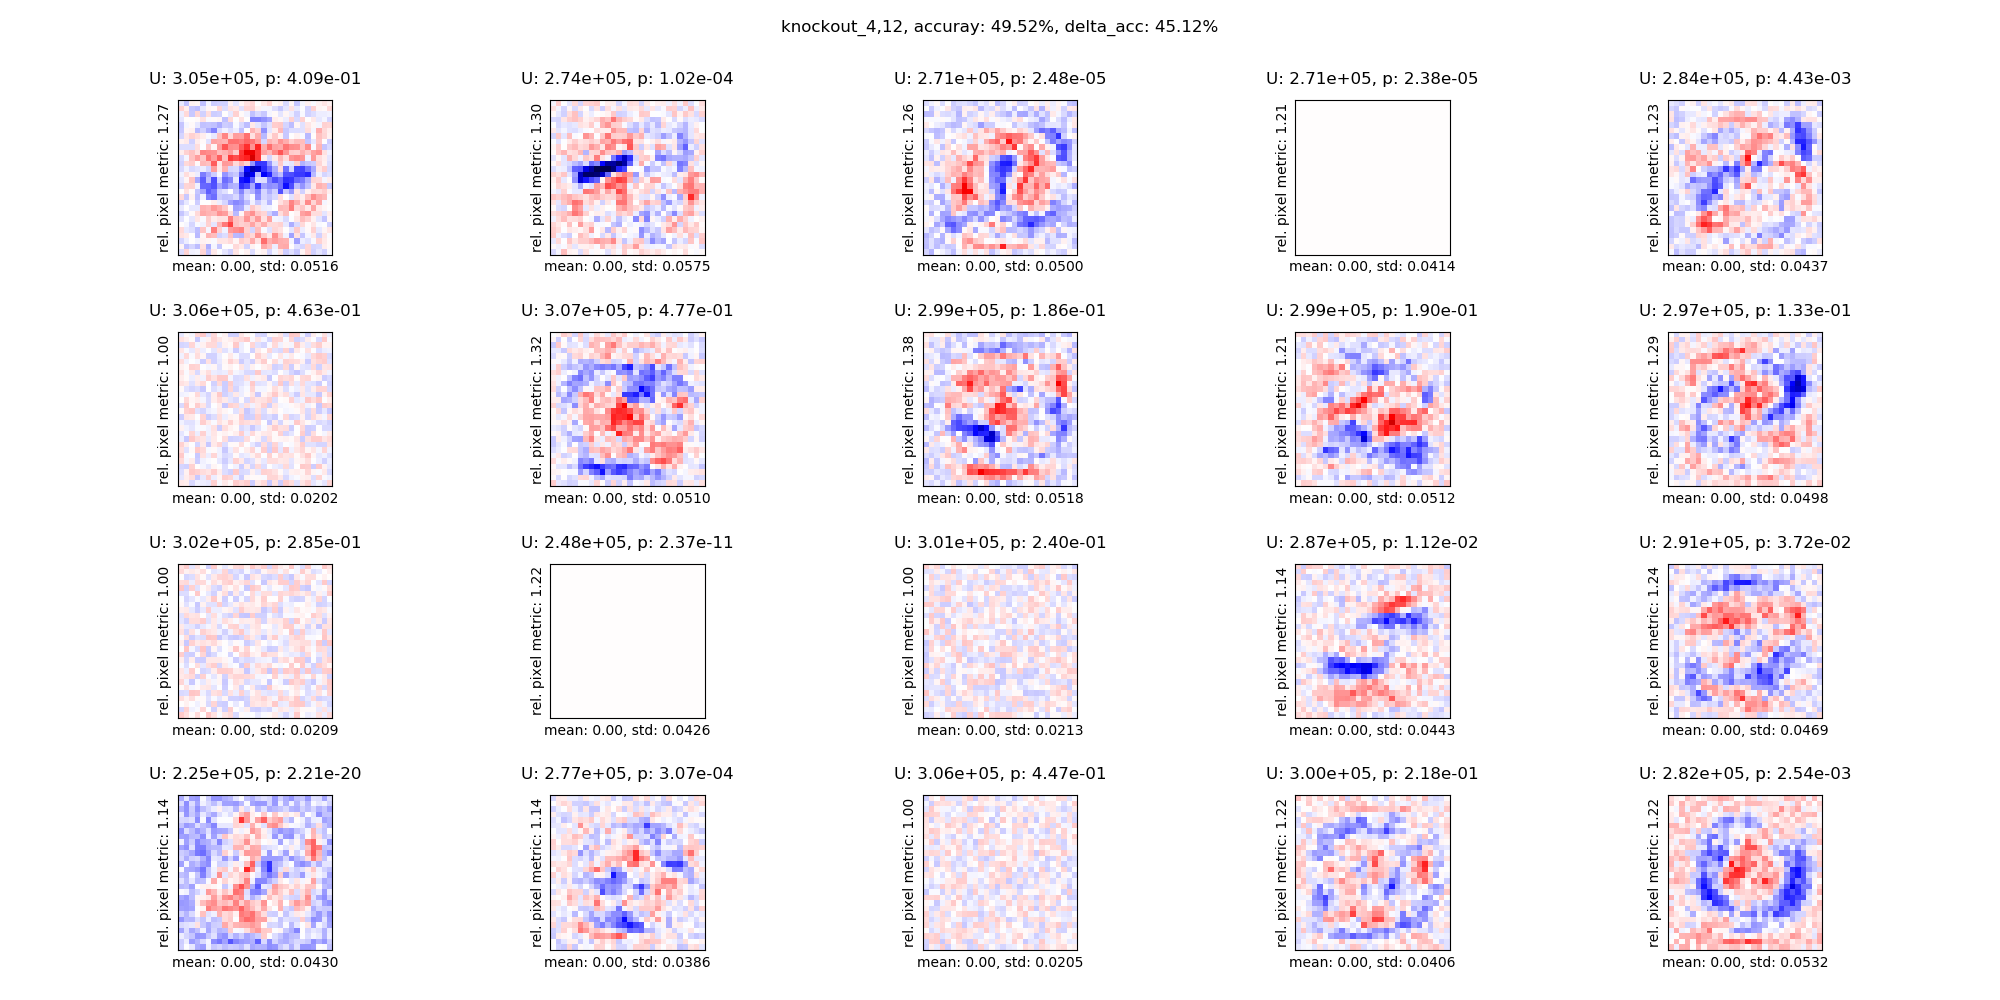 knockout_4,12, accuray: 49.52%, delta_acc: 45.12%
U: 3.05e+05, p: 4.09e-01
rel. pixel metric: 1.27
mean: 0.00, std: 0.0516
U: 2.74e+05, p: 1.02e-04
rel. pixel metric: 1.30
mean: 0.00, std: 0.0575
U: 2.71e+05, p: 2.48e-05
rel. pixel metric: 1.26
mean: 0.00, std: 0.0500
U: 2.71e+05, p: 2.38e-05
rel. pixel metric: 1.21
mean: 0.00, std: 0.0414
U: 2.84e+05, p: 4.43e-03
rel. pixel metric: 1.23
mean: 0.00, std: 0.0437
U: 3.06e+05, p: 4.63e-01
rel. pixel metric: 1.00
mean: 0.00, std: 0.0202
U: 3.07e+05, p: 4.77e-01
rel. pixel metric: 1.32
mean: 0.00, std: 0.0510
U: 2.99e+05, p: 1.86e-01
rel. pixel metric: 1.38
mean: 0.00, std: 0.0518
U: 2.99e+05, p: 1.90e-01
rel. pixel metric: 1.21
mean: 0.00, std: 0.0512
U: 2.97e+05, p: 1.33e-01
rel. pixel metric: 1.29
mean: 0.00, std: 0.0498
U: 3.02e+05, p: 2.85e-01
rel. pixel metric: 1.00
mean: 0.00, std: 0.0209
U: 2.48e+05, p: 2.37e-11
rel. pixel metric: 1.22
mean: 0.00, std: 0.0426
U: 3.01e+05, p: 2.40e-01
rel. pixel metric: 1.00
mean: 0.00, std: 0.0213
U: 2.87e+05, p: 1.12e-02
rel. pixel metric: 1.14
mean: 0.00, std: 0.0443
U: 2.91e+05, p: 3.72e-02
rel. pixel metric: 1.24
mean: 0.00, std: 0.0469
U: 2.25e+05, p: 2.21e-20
rel. pixel metric: 1.14
mean: 0.00, std: 0.0430
U: 2.77e+05, p: 3.07e-04
rel. pixel metric: 1.14
mean: 0.00, std: 0.0386
U: 3.06e+05, p: 4.47e-01
rel. pixel metric: 1.00
mean: 0.00, std: 0.0205
U: 3.00e+05, p: 2.18e-01
rel. pixel metric: 1.22
mean: 0.00, std: 0.0406
U: 2.82e+05, p: 2.54e-03
rel. pixel metric: 1.22
mean: 0.00, std: 0.0532